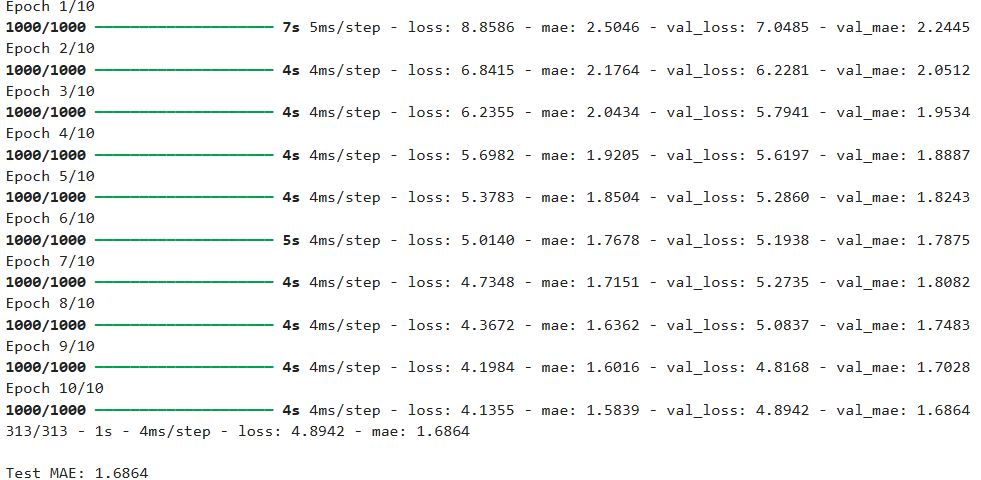 Epoch 1/10
1000/1000 ━━━━━━━━━━━━━━━━━━━━ 7s 5ms/step - loss: 8.8586 - mae: 2.5046 - val_loss: 7.0485 - val_mae: 2.2445
Epoch 2/10
1000/1000 ━━━━━━━━━━━━━━━━━━━━ 4s 4ms/step - loss: 6.8415 - mae: 2.1764 - val_loss: 6.2281 - val_mae: 2.0512
Epoch 3/10
1000/1000 ━━━━━━━━━━━━━━━━━━━━ 4s 4ms/step - loss: 6.2355 - mae: 2.0434 - val_loss: 5.7941 - val_mae: 1.9534
Epoch 4/10
1000/1000 ━━━━━━━━━━━━━━━━━━━━ 4s 4ms/step - loss: 5.6982 - mae: 1.9205 - val_loss: 5.6197 - val_mae: 1.8887
Epoch 5/10
1000/1000 ━━━━━━━━━━━━━━━━━━━━ 4s 4ms/step - loss: 5.3783 - mae: 1.8504 - val_loss: 5.2860 - val_mae: 1.8243
Epoch 6/10
1000/1000 ━━━━━━━━━━━━━━━━━━━━ 5s 4ms/step - loss: 5.0140 - mae: 1.7678 - val_loss: 5.1938 - val_mae: 1.7875
Epoch 7/10
1000/1000 ━━━━━━━━━━━━━━━━━━━━ 4s 4ms/step - loss: 4.7348 - mae: 1.7151 - val_loss: 5.2735 - val_mae: 1.8082
Epoch 8/10
1000/1000 ━━━━━━━━━━━━━━━━━━━━ 4s 4ms/step - loss: 4.3672 - mae: 1.6362 - val_loss: 5.0837 - val_mae: 1.7483
Epoch 9/10
1000/1000 ━━━━━━━━━━━━━━━━━━━━ 4s 4ms/step - loss: 4.1984 - mae: 1.6016 - val_loss: 4.8168 - val_mae: 1.7028
Epoch 10/10
1000/1000 ━━━━━━━━━━━━━━━━━━━━ 4s 4ms/step - loss: 4.1355 - mae: 1.5839 - val_loss: 4.8942 - val_mae: 1.6864
313/313 - 1s - 4ms/step - loss: 4.8942 - mae: 1.6864
Test MAE: 1.6864